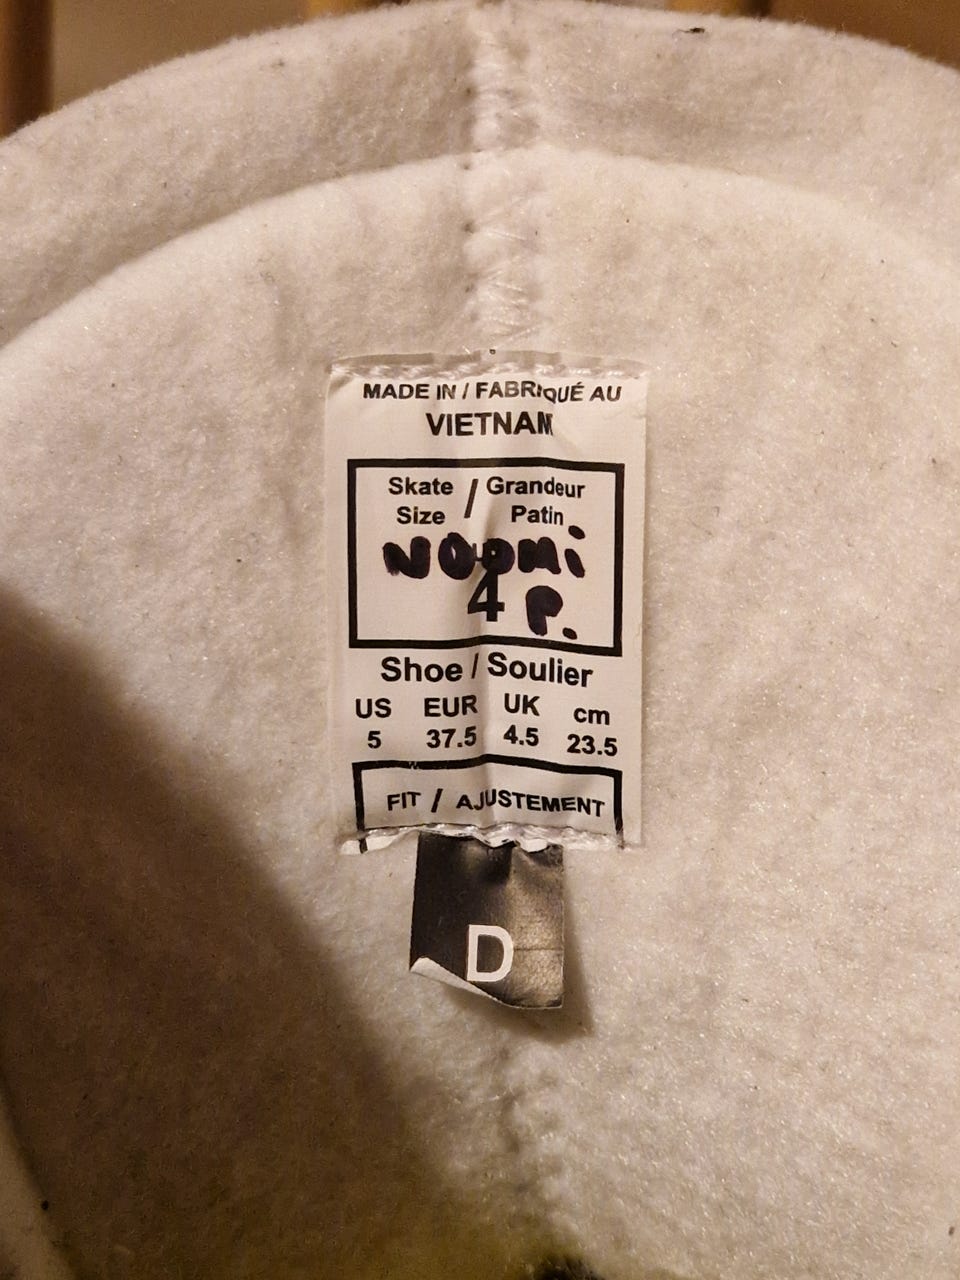 MADE IN / FABRIQUÉ AU
VIETNAM
Skate / Grandeur
Size Patin
NOOMi
4 P.
Shoe / Soulier
US EUR UK cm
5 37.5 4.5 23.5
FIT / AJUSTEMENT
D